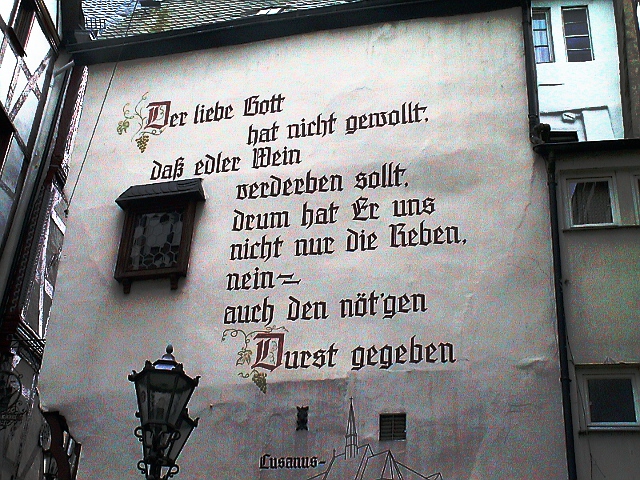 Der liebe Gott
hat nicht gewollt,
daß edler Wein
verderben sollt,
drum hat Er uns
nicht nur die Reben,
nein~
auch den nöt'gen
Durst gegeben
Cusanus-